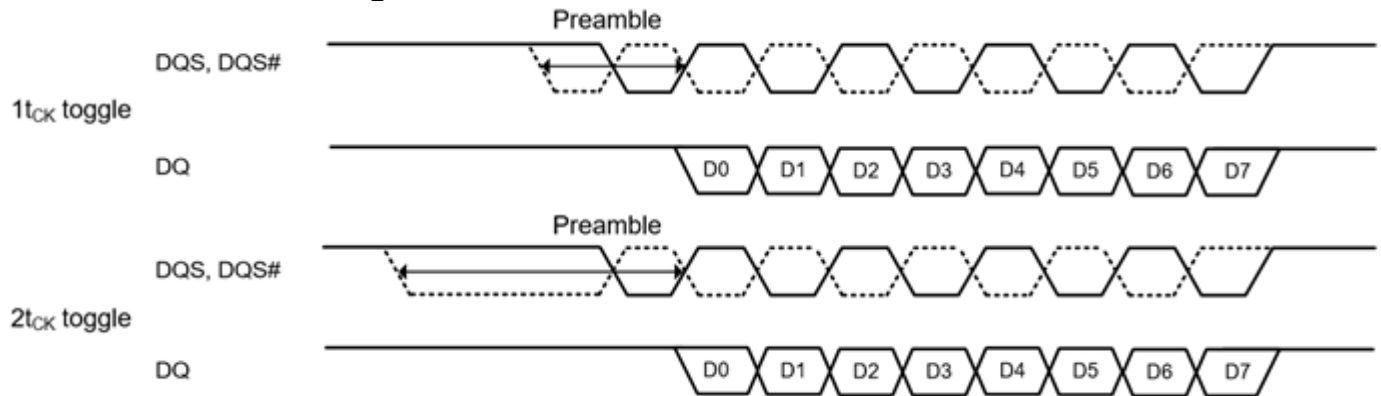 Preamble
DQS, DQS#
1tCK toggle
DQ
D0 D1 D2 D3 D4 D5 D6 D7
Preamble
DQS, DQS#
2tCK toggle
DQ
D0 D1 D2 D3 D4 D5 D6 D7